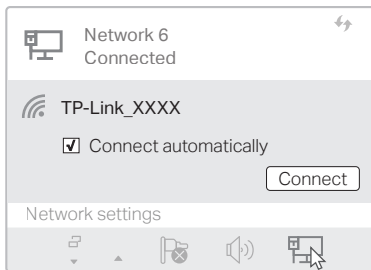 Network 6
Connected
TP-Link_XXXX
Connect automatically
Connect
Network settings